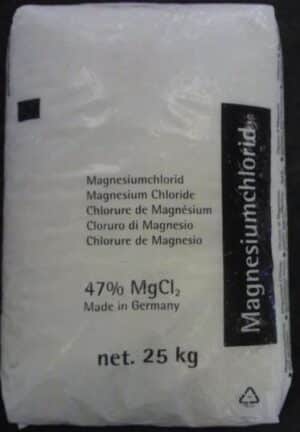 Magnesiumchlorid
Magnesium Chloride
Chlorure de Magnésium
Cloruro di Magnesio
Chlorure de Magnesio
47% MgCl₂
Made in Germany
net. 25 kg
Magnesiumchlorid